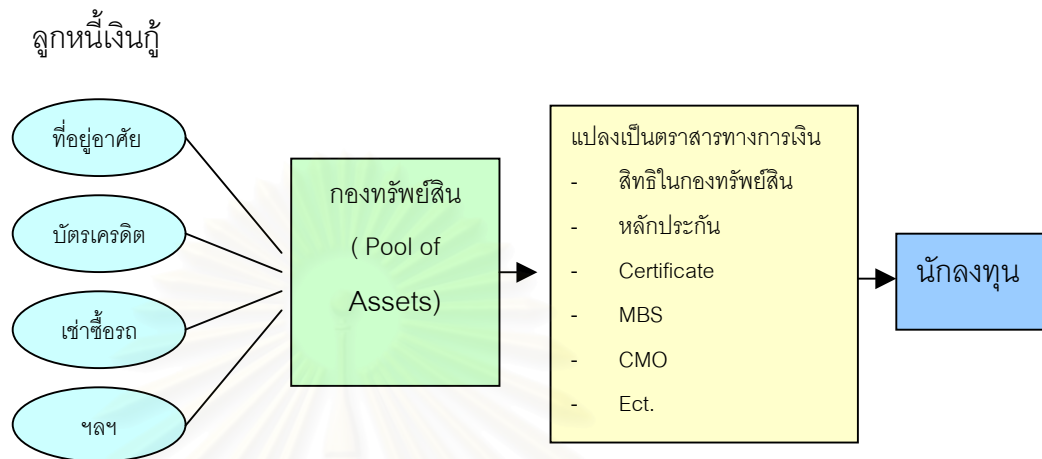 ลูกหนี้เงินกู้
ที่อยู่อาศัย
บัตรเครดิต
เช่าซื้อรถ
ฯลฯ
กองทรัพย์สิน
( Pool of
Assets)
แปลงเป็นตราสารทางการเงิน
- สิทธิในกองทรัพย์สิน
- หลักประกัน
- Certificate
- MBS
- CMO
- Ect.
นักลงทุน